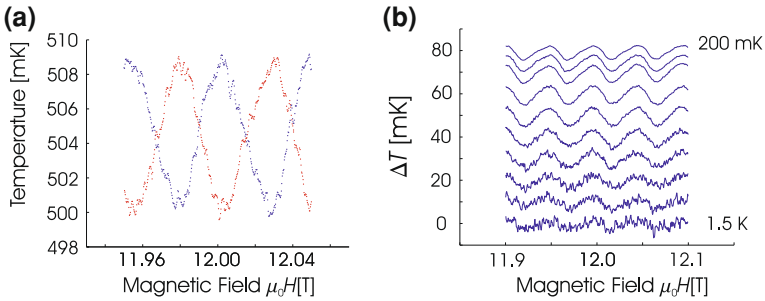 (a)
Temperature [mK]
510
508
506
504
502
500
498
11.96
12.00
12.04
Magnetic Field μ₀H[T]
(b)
ΔT [mK]
80
60
40
20
0
200 mK
1.5 K
11.9
12.0
12.1
Magnetic Field μ₀H[T]